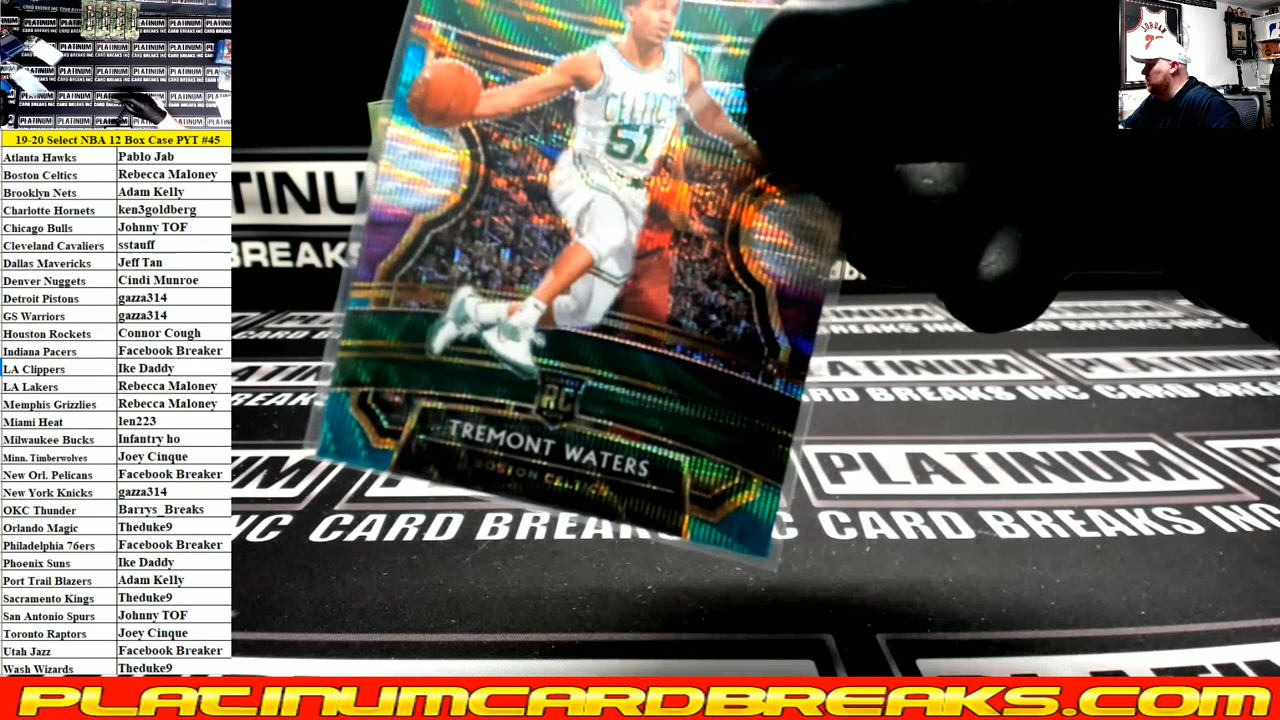 19-20 Select NBA 12 Box Case PYT #45
Atlanta Hawks Pablo Jab
Boston Celtics Rebecca Maloney
Brooklyn Nets Adam Kelly
Charlotte Hornets ken3goldberg
Chicago Bulls Johnny TOF
Cleveland Cavaliers sstauff
Dallas Mavericks Jeff Tan
Denver Nuggets Cindi Munroe
Detroit Pistons gazza314
GS Warriors gazza314
Houston Rockets Connor Cough
Indiana Pacers Facebook Breaker
LA Clippers Ike Daddy
LA Lakers Rebecca Maloney
Memphis Grizzlies Rebecca Maloney
Miami Heat len223
Milwaukee Bucks Infantry ho
Minn. Timberwolves Joey Cinque
New Orl. Pelicans Facebook Breaker
New York Knicks gazza314
OKC Thunder Barrys_Breaks
Orlando Magic Theduke9
Philadelphia 76ers Facebook Breaker
Phoenix Suns Ike Daddy
Port Trail Blazers Adam Kelly
Sacramento Kings Theduke9
San Antonio Spurs Johnny TOF
Toronto Raptors Joey Cinque
Utah Jazz Facebook Breaker
Wash Wizards Theduke9
CELTICS
51
RC
TREMONT WATERS
BOSTON CELTICS
JORDAN
PLATINUM
CARD BREAKS INC
PLATINUMCARDBREAKS.COM